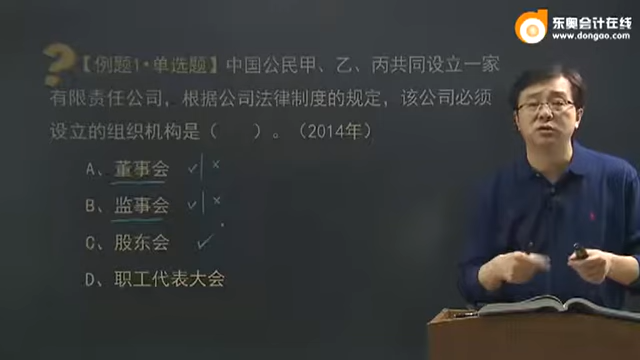 东奥会计在线
www.dongao.com
【例题1·单选题】中国公民甲、乙、丙共同设立一家
有限责任公司，根据公司法律制度的规定，该公司必须
设立的组织机构是（　　）。（2014年）
A、董事会
B、监事会
C、股东会
D、职工代表大会